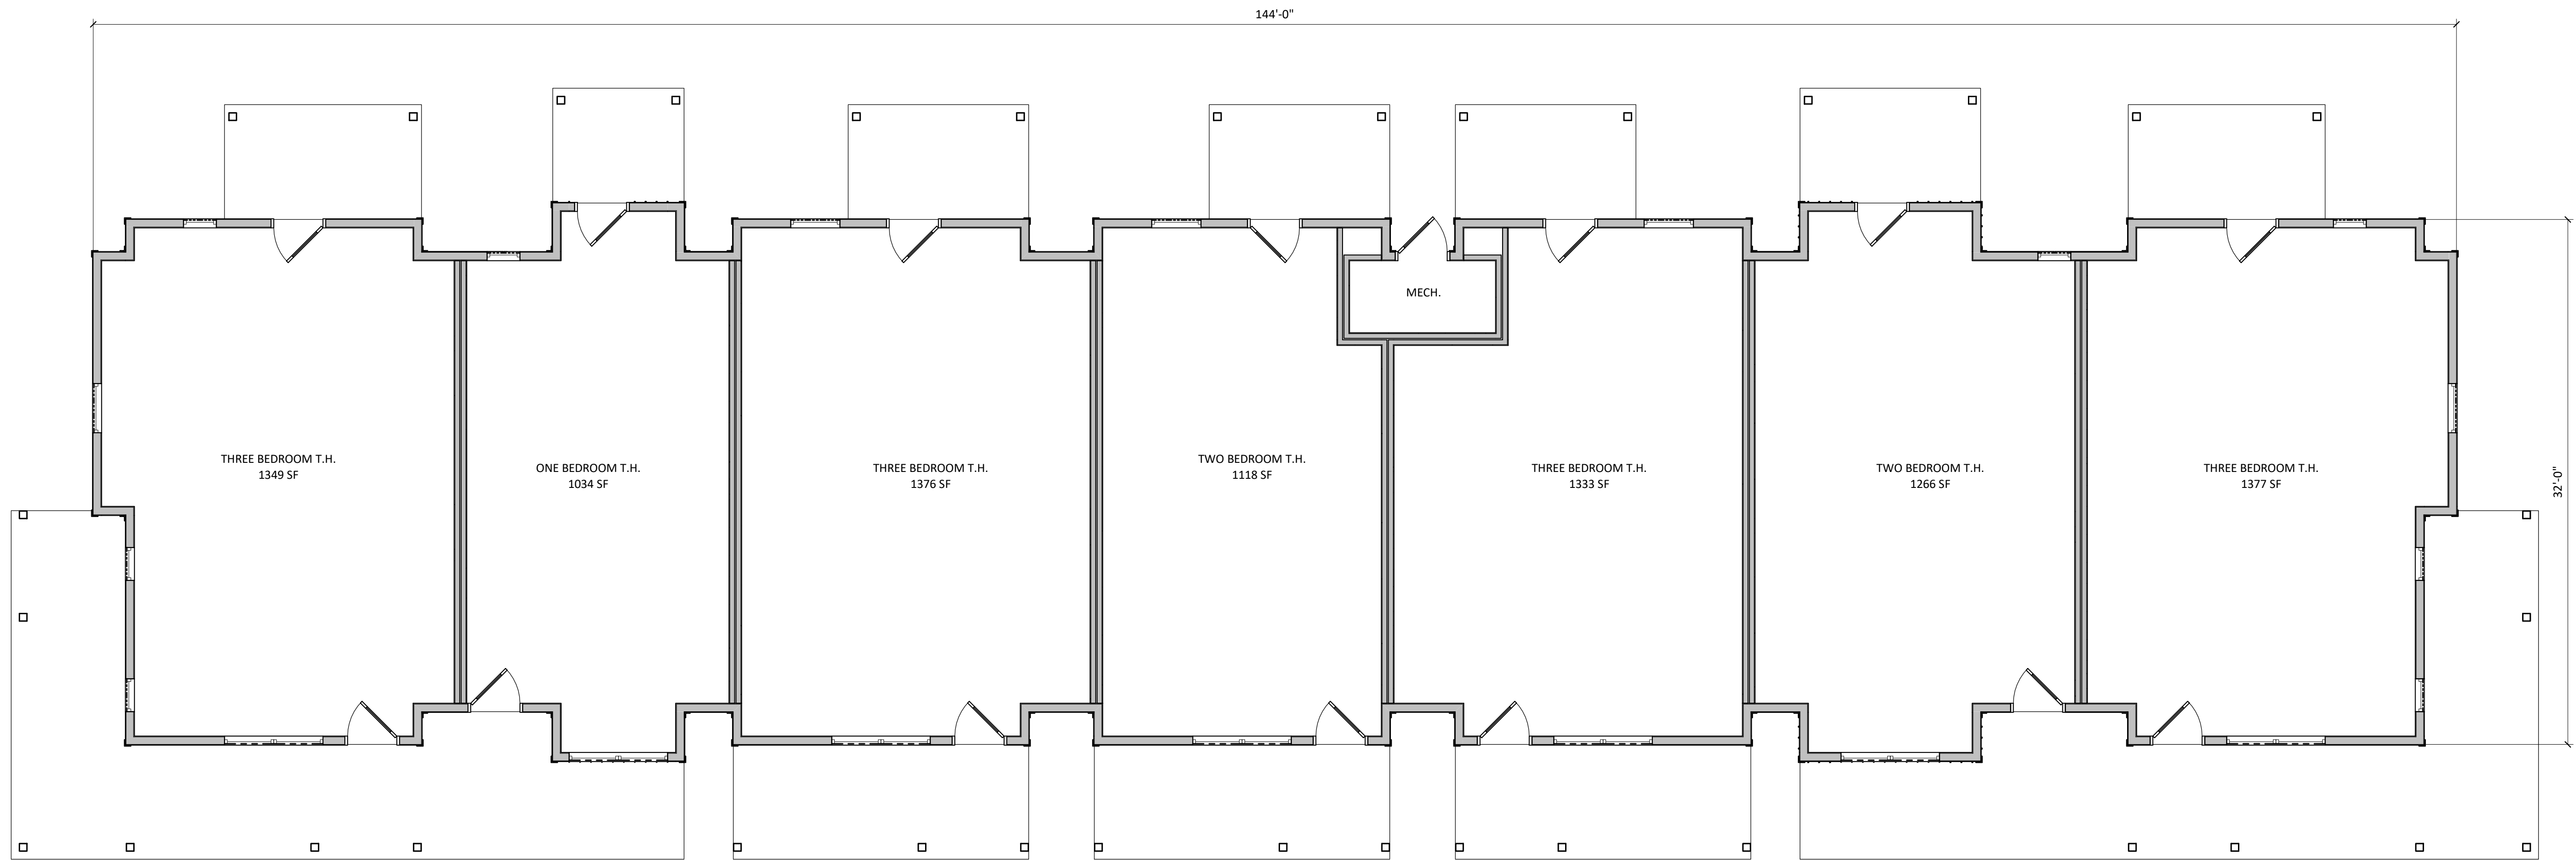 144'-0"
MECH.
THREE BEDROOM T.H.
1349 SF
ONE BEDROOM T.H.
1034 SF
THREE BEDROOM T.H.
1376 SF
TWO BEDROOM T.H.
1118 SF
THREE BEDROOM T.H.
1333 SF
TWO BEDROOM T.H.
1266 SF
THREE BEDROOM T.H.
1377 SF
32'-0"